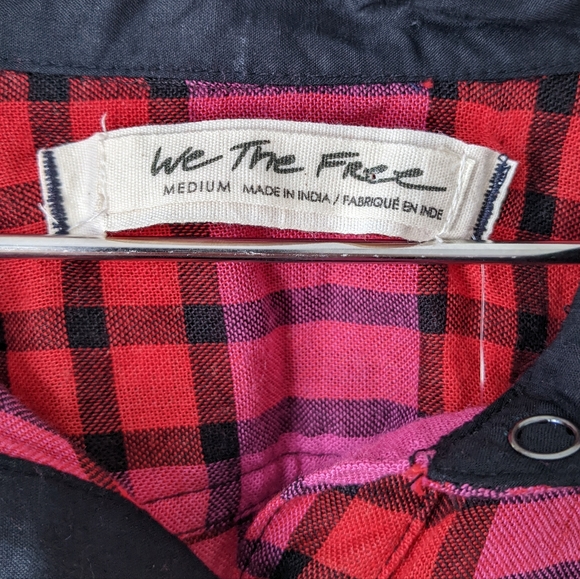 We The Free
MEDIUM MADE IN INDIA / FABRIQUÉ EN INDE